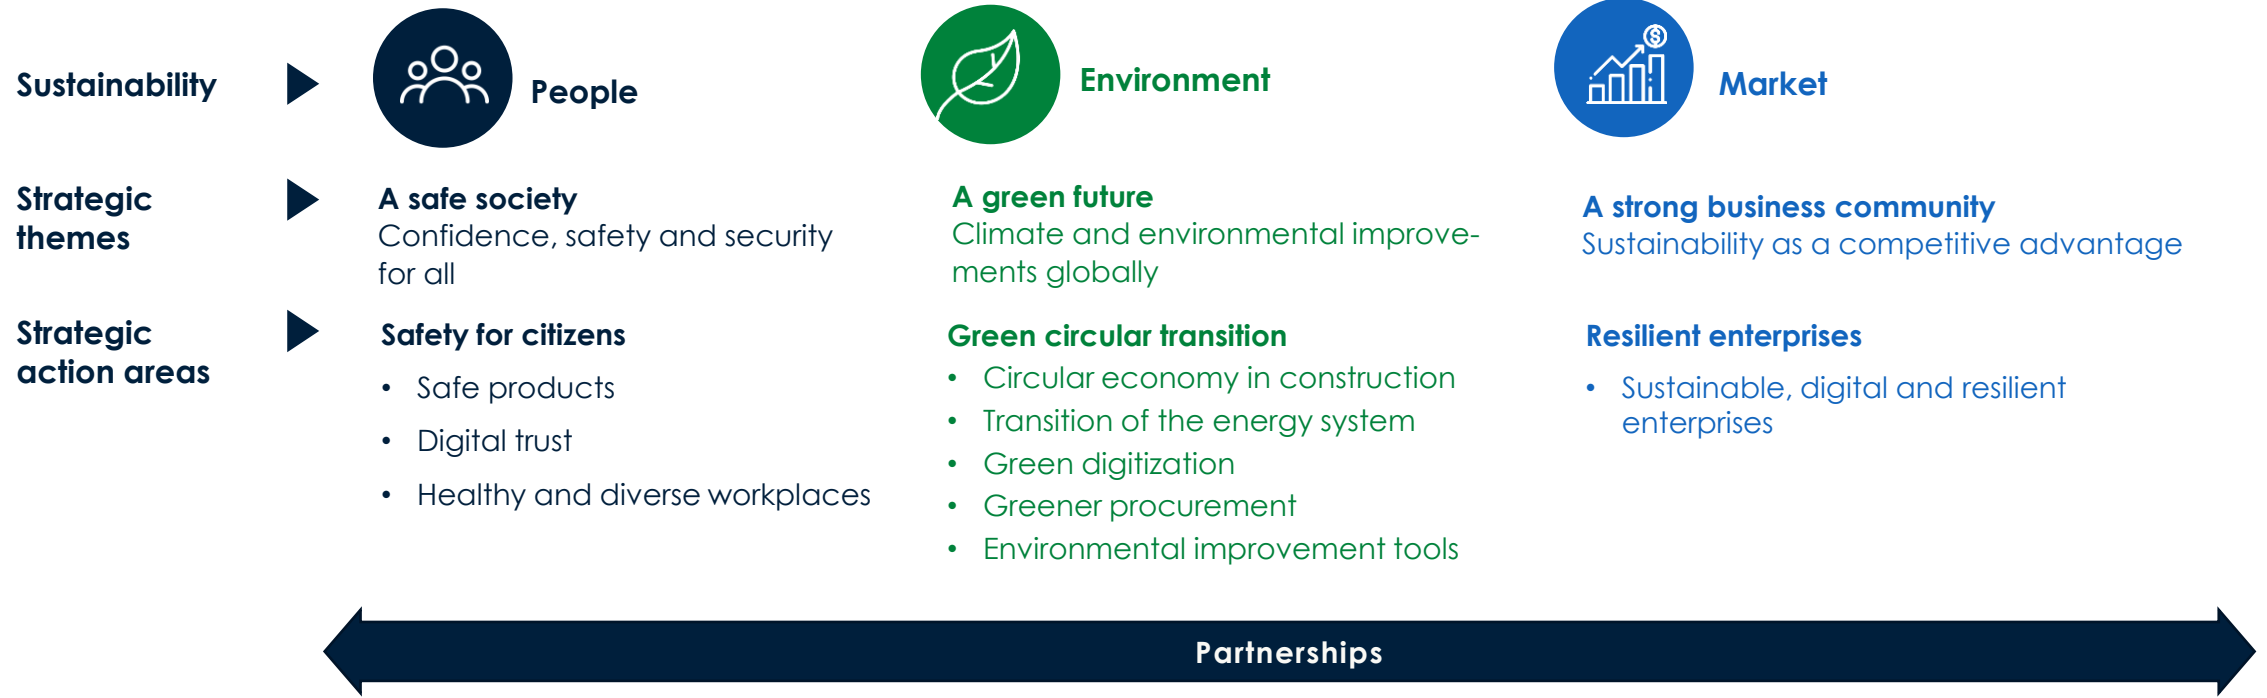 Sustainability
People
Environment
Market
Strategic
themes
A safe society
Confidence, safety and security
for all
A green future
Climate and environmental improve-
ments globally
A strong business community
Sustainability as a competitive advantage
Strategic
action areas
Safety for citizens
• Safe products
• Digital trust
• Healthy and diverse workplaces
Green circular transition
• Circular economy in construction
• Transition of the energy system
• Green digitization
• Greener procurement
• Environmental improvement tools
Resilient enterprises
• Sustainable, digital and resilient
enterprises
Partnerships